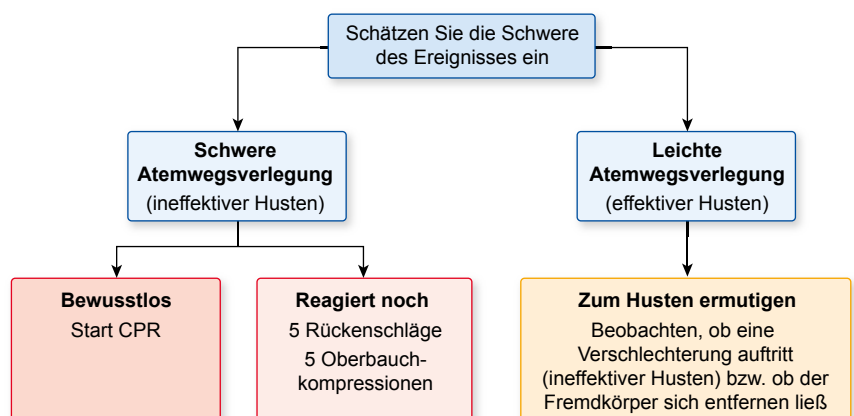 Schätzen Sie die Schwere
des Ereignisses ein
Schwere
Atemwegsverlegung
(ineffektiver Husten)
Leichte
Atemwegsverlegung
(effektiver Husten)
Bewusstlos
Start CPR
Reagiert noch
5 Rückenschläge
5 Oberbauch-
kompressionen
Zum Husten ermutigen
Beobachten, ob eine
Verschlechterung auftritt
(ineffektiver Husten) bzw. ob der
Fremdkörper sich entfernen ließ